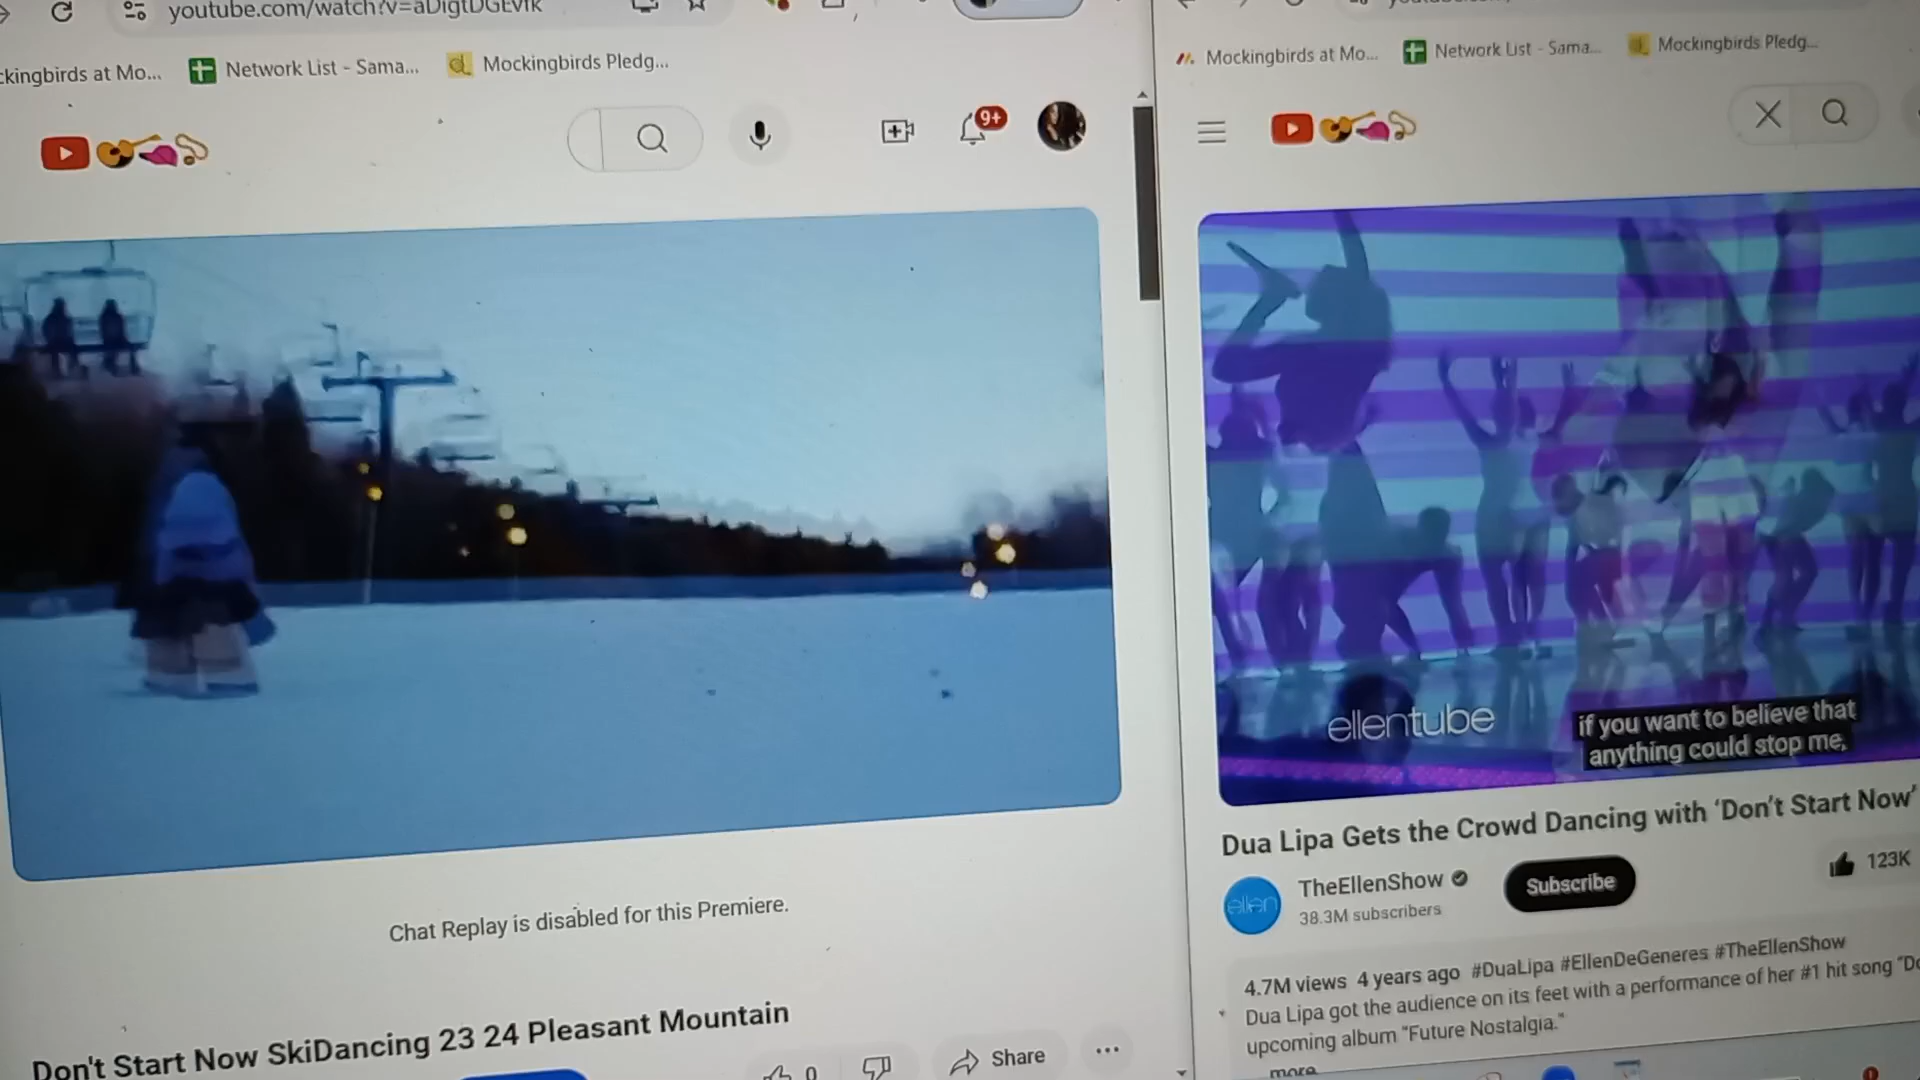 youtube.com/watch?v=aDigtDGEvfk
ckingbirds at Mo...
Network List - Sama...
Mockingbirds Pledg...
9+
Chat Replay is disabled for this Premiere.
Don't Start Now SkiDancing 23 24 Pleasant Mountain
0
Share
Mockingbirds at Mo...
Network List - Sama...
Mockingbirds Pledg...
ellentube
if you want to believe that
anything could stop me,
Dua Lipa Gets the Crowd Dancing with ‘Don’t Start Now’
ellen
TheEllenShow
38.3M subscribers
Subscribe
123K
4.7M views 4 years ago #DuaLipa #EllenDeGeneres #TheEllenShow
Dua Lipa got the audience on its feet with a performance of her #1 hit song “Do
upcoming album “Future Nostalgia.”
more